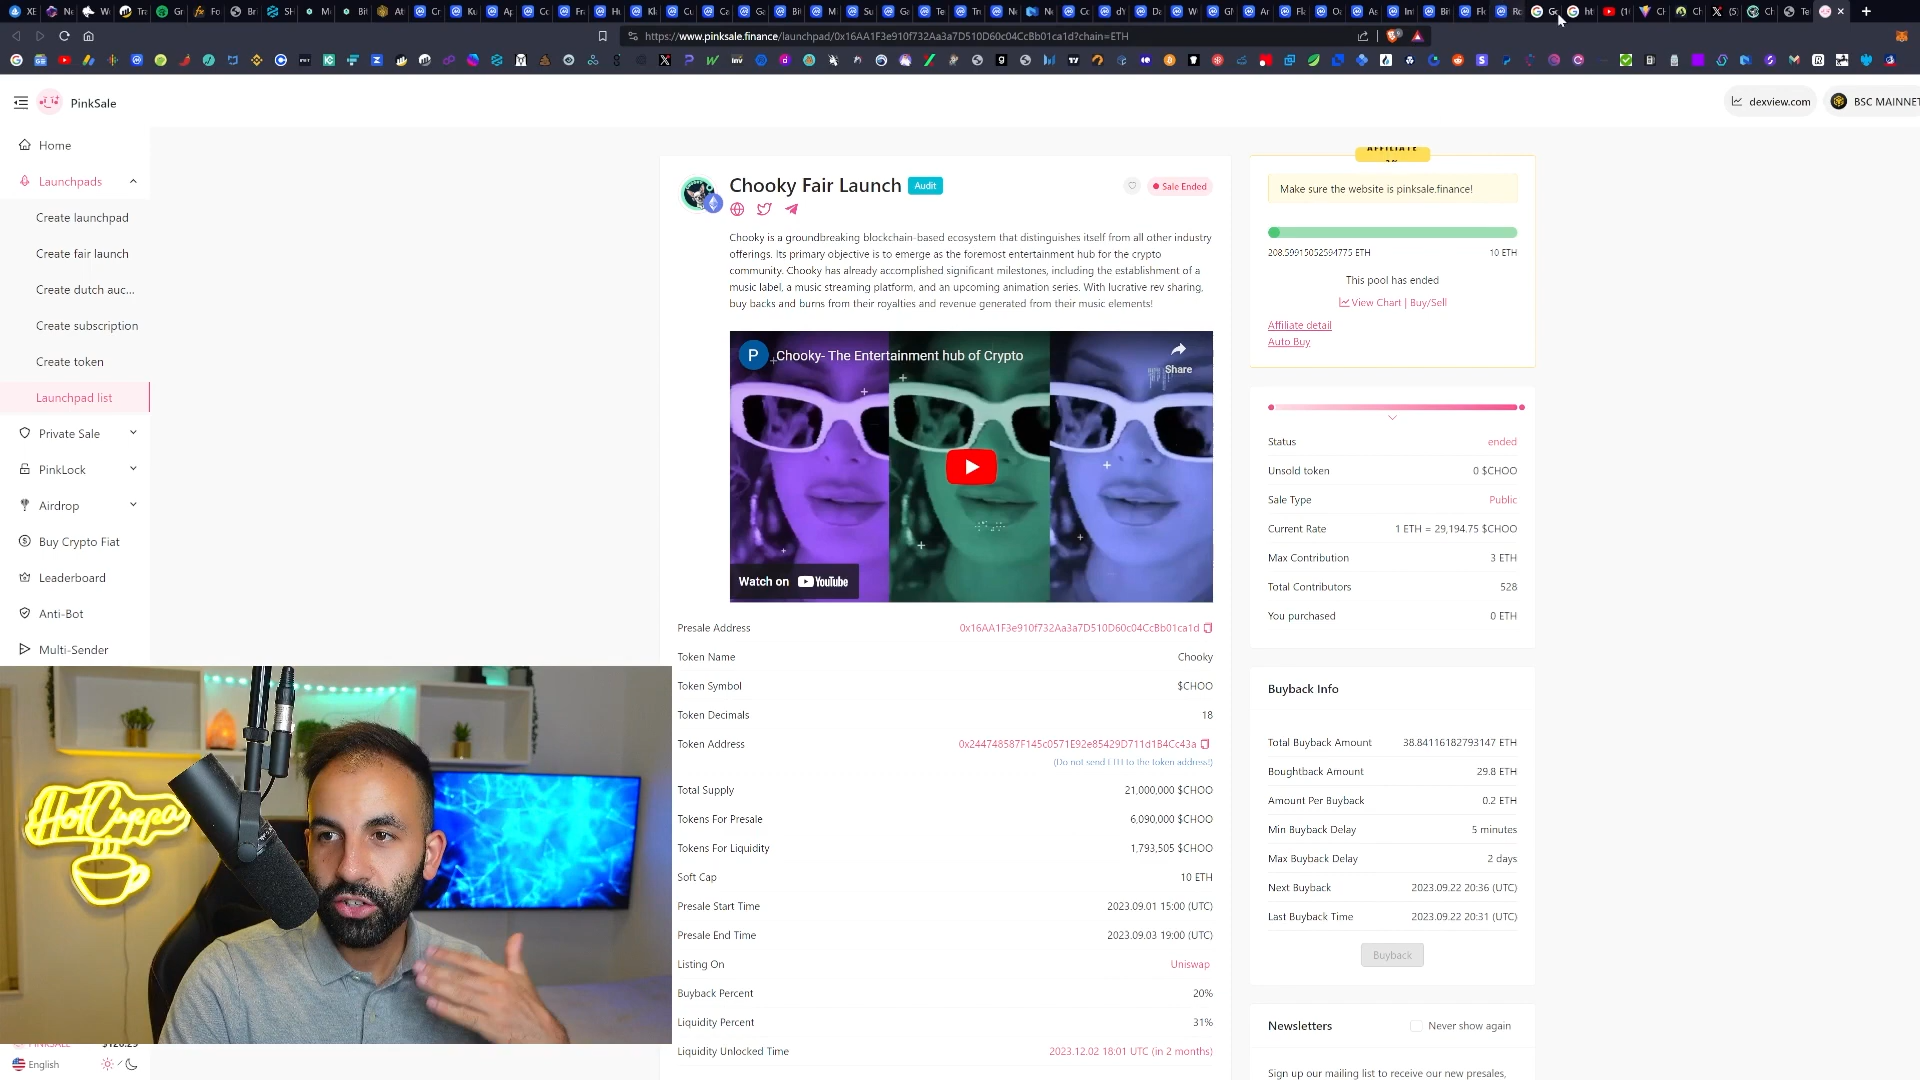 https://www.pinksale.finance/launchpad/0x16AA1F3e910f732Aa3a7D510D60c04CcBb01ca1d?chain=ETH
PinkSale
dexview.com
BSC MAINNET
Home
Launchpads
Create launchpad
Create fair launch
Create dutch auc...
Create subscription
Create token
Launchpad list
Private Sale
PinkLock
Airdrop
Buy Crypto Fiat
Leaderboard
Anti-Bot
Multi-Sender
English
Chooky Fair Launch
Audit
Sale Ended
Chooky is a groundbreaking blockchain-based ecosystem that distinguishes itself from all other industry
offerings. Its primary objective is to emerge as the foremost entertainment hub for the crypto
community. Chooky has already accomplished significant milestones, including the establishment of a
music label, a music streaming platform, and an upcoming animation series. With lucrative rev sharing,
buy backs and burns from their royalties and revenue generated from their music elements!
P
Chooky- The Entertainment hub of Crypto
Share
Watch on YouTube
Presale Address 0x16AA1F3e910f732Aa3a7D510D60c04CcBb01ca1d
Token Name Chooky
Token Symbol $CHOO
Token Decimals 18
Token Address 0x244748587F145c0571E92e85429D711d1B4Cc43a
(Do not send ETH to the token address!)
Total Supply 21,000,000 $CHOO
Tokens For Presale 6,090,000 $CHOO
Tokens For Liquidity 1,793,505 $CHOO
Soft Cap 10 ETH
Presale Start Time 2023.09.01 15:00 (UTC)
Presale End Time 2023.09.03 19:00 (UTC)
Listing On Uniswap
Buyback Percent 20%
Liquidity Percent 31%
Liquidity Unlocked Time 2023.12.02 18:01 UTC (in 2 months)
AFFILIATE
Make sure the website is pinksale.finance!
208.59915052594775 ETH 10 ETH
This pool has ended
View Chart | Buy/Sell
Affiliate detail
Auto Buy
Status ended
Unsold token 0 $CHOO
Sale Type Public
Current Rate 1 ETH = 29,194.75 $CHOO
Max Contribution 3 ETH
Total Contributors 528
You purchased 0 ETH
Buyback Info
Total Buyback Amount 38.84116182793147 ETH
Boughtback Amount 29.8 ETH
Amount Per Buyback 0.2 ETH
Min Buyback Delay 5 minutes
Max Buyback Delay 2 days
Next Buyback 2023.09.22 20:36 (UTC)
Last Buyback Time 2023.09.22 20:31 (UTC)
Buyback
Newsletters
Never show again
Sign up our mailing list to receive our new presales,
HotCuppa